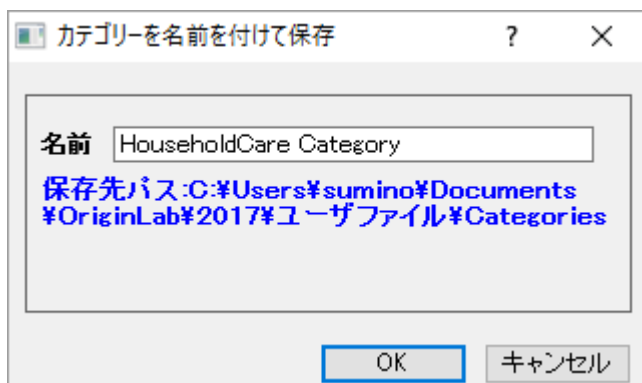 カテゴリーを名前を付けて保存
名前 HouseholdCare Category
保存先パス:C:¥Users¥sumino¥Documents
¥OriginLab¥2017¥ユーザファイル¥Categories
OK キャンセル